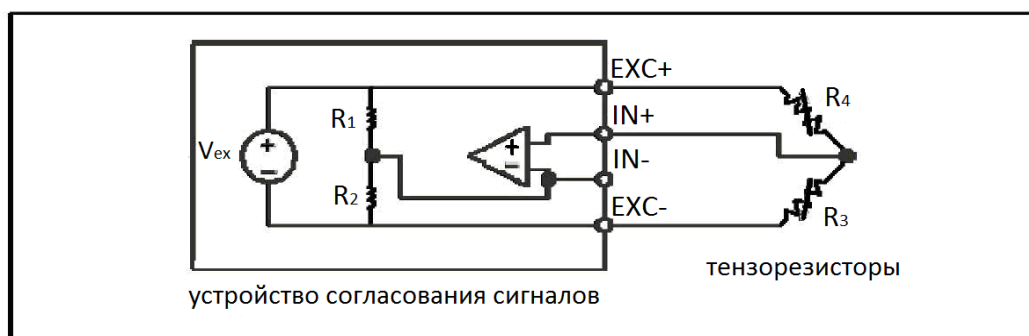 EXC+
R4
IN+
R1
+
Vex
+
−
−
IN-
R2
EXC-
R3
тензорезисторы
устройство согласования сигналов